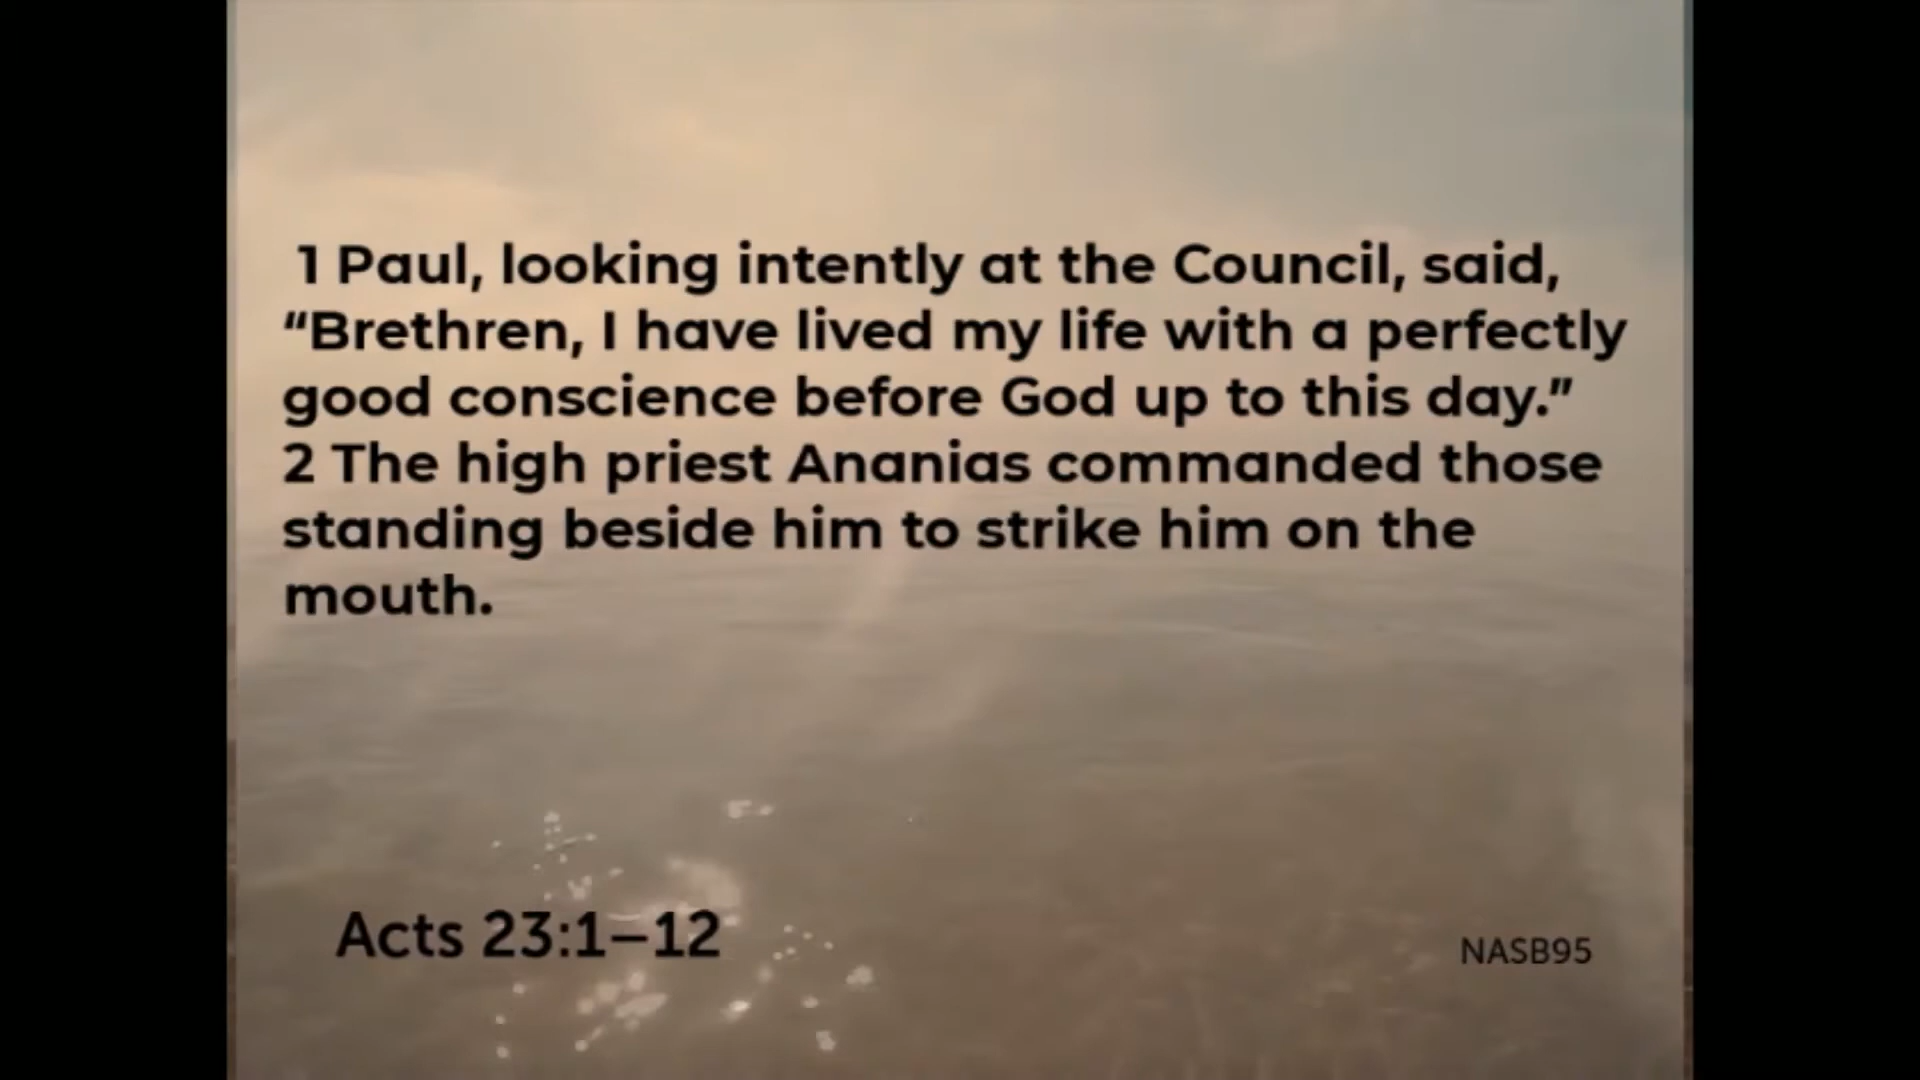 1 Paul, looking intently at the Council, said,
“Brethren, I have lived my life with a perfectly
good conscience before God up to this day.”
2 The high priest Ananias commanded those
standing beside him to strike him on the
mouth.
Acts 23:1–12
NASB95